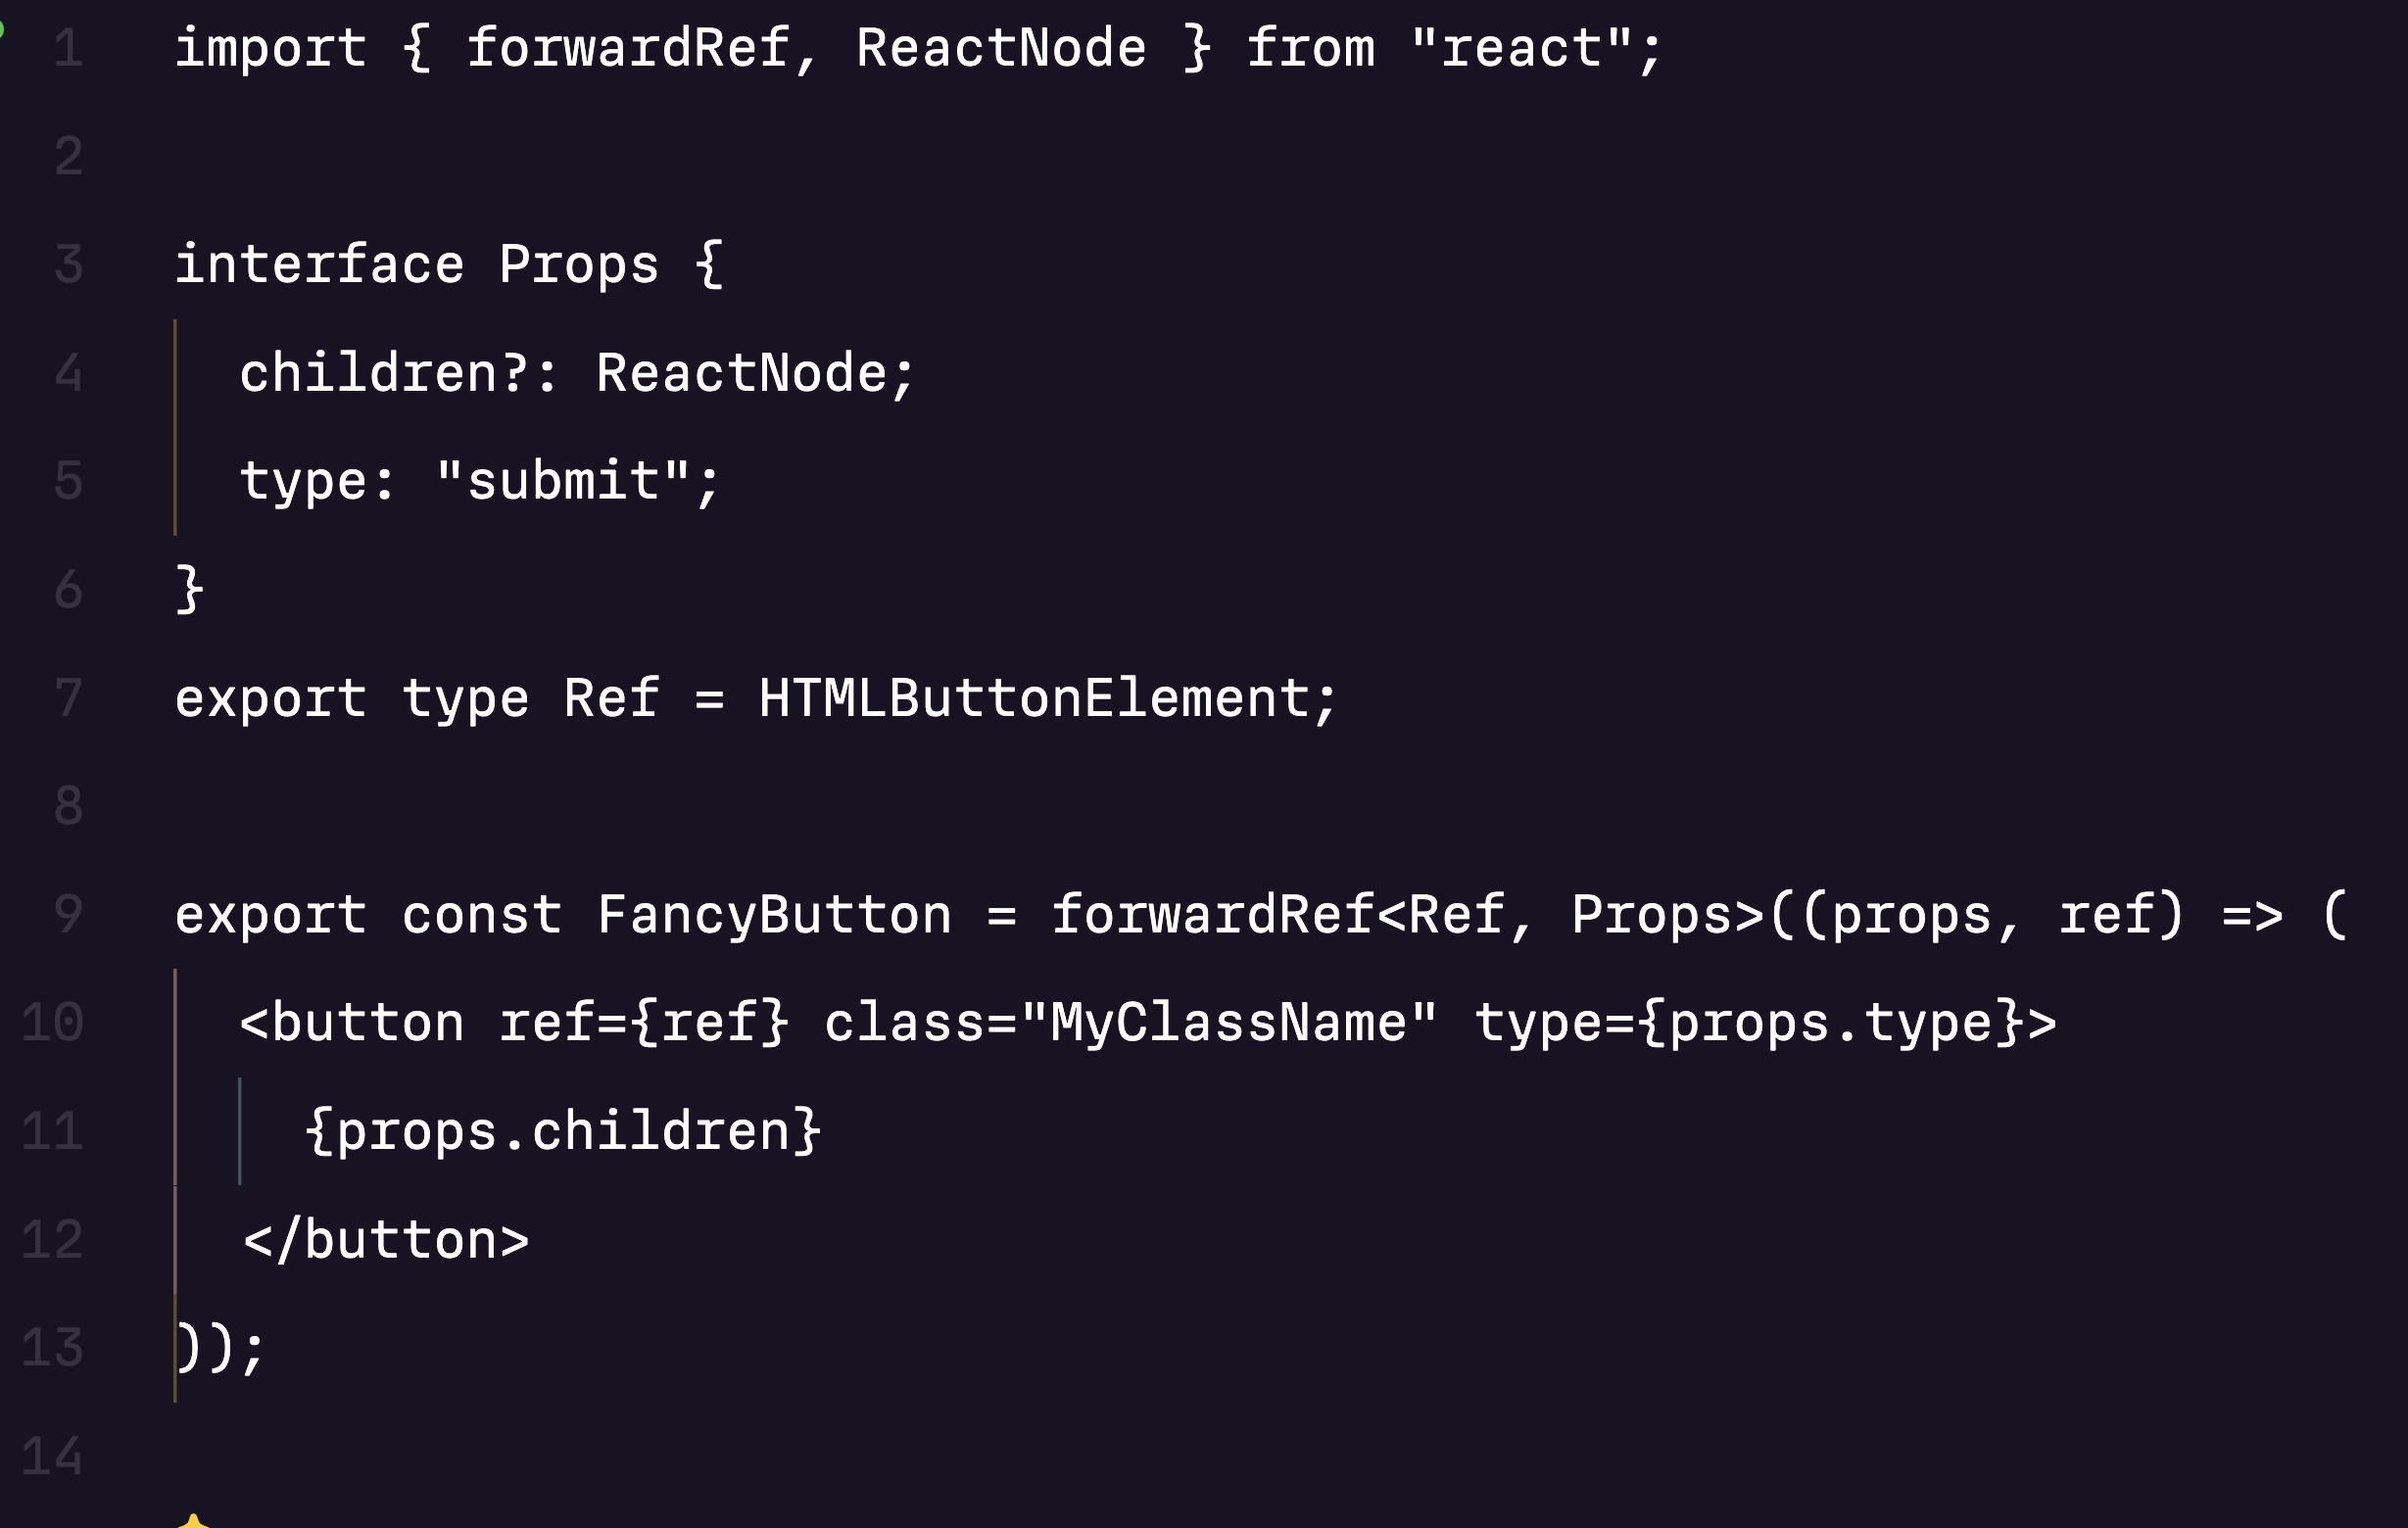 1 import { forwardRef, ReactNode } from "react";
2
3 interface Props {
4   children?: ReactNode;
5   type: "submit";
6 }
7 export type Ref = HTMLButtonElement;
8
9 export const FancyButton = forwardRef<Ref, Props>((props, ref) => (
10   <button ref={ref} class="MyClassName" type={props.type}>
11     {props.children}
12   </button>
13 ));
14